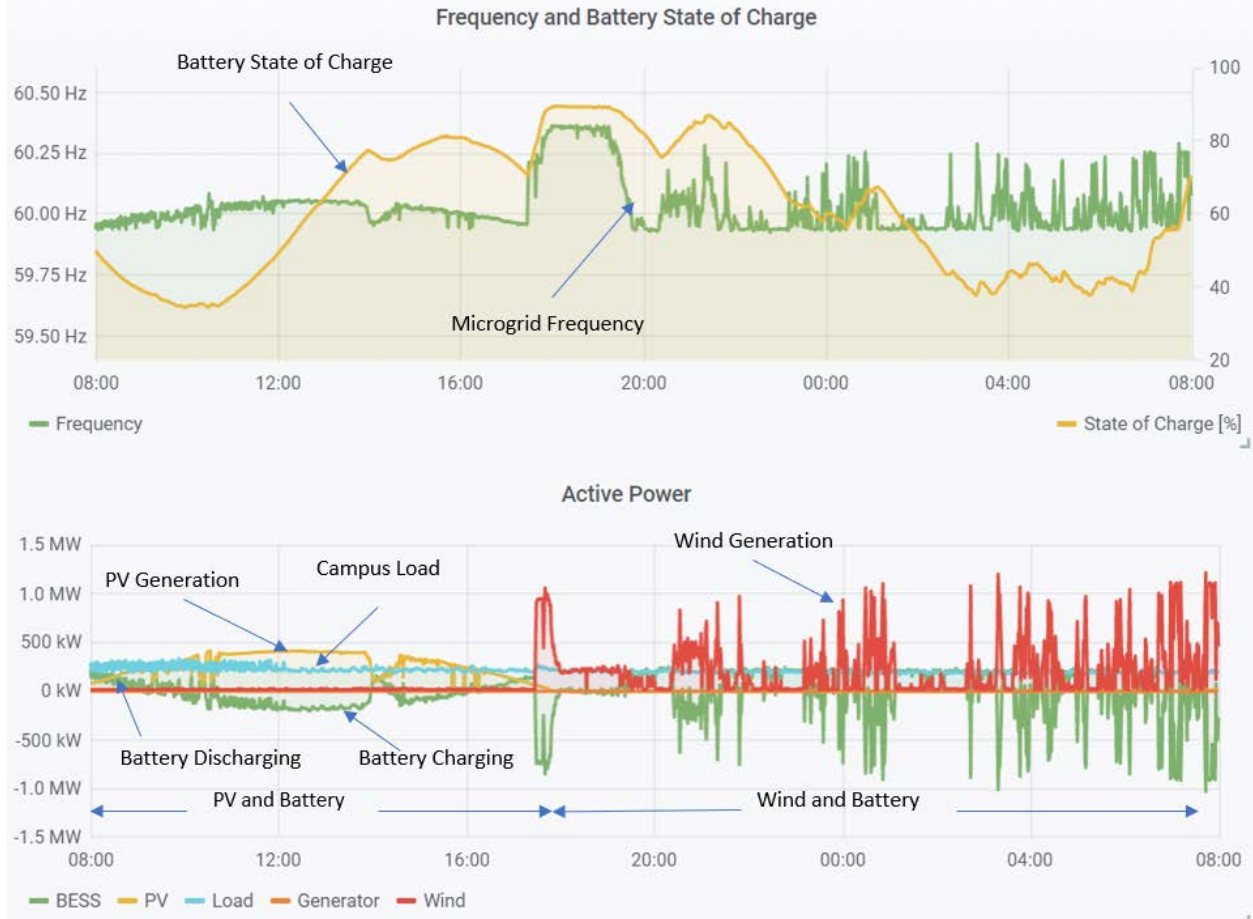 Frequency and Battery State of Charge
Battery State of Charge
100
60.50 Hz
80
60.25 Hz
60.00 Hz
60
59.75 Hz
40
Microgrid Frequency
59.50 Hz
20
08:00 12:00 16:00 20:00 00:00 04:00 08:00
Frequency State of Charge [%]
Active Power
1.5 MW
Wind Generation
Campus Load
PV Generation
1.0 MW
500 kW
0 kW
-500 kW
Battery Discharging Battery Charging
-1.0 MW
PV and Battery Wind and Battery
-1.5 MW
08:00 12:00 16:00 20:00 00:00 04:00 08:00
BESS PV Load Generator Wind